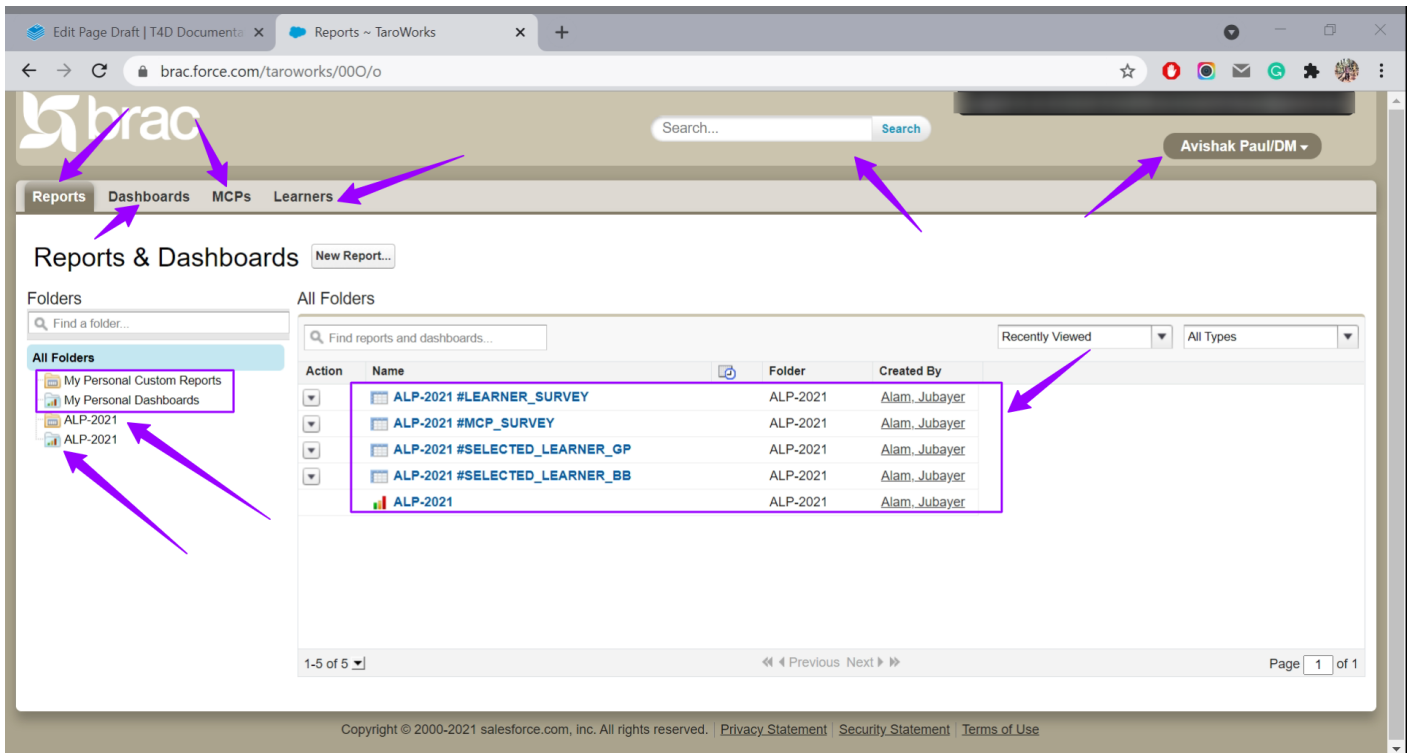 Edit Page Draft | T4D Documenta
Reports ~ TaroWorks
brac.force.com/taroworks/00O/o
brac
Search...
Search
Avishak Paul/DM
Reports Dashboards MCPs Learners
Reports & Dashboards New Report...
Folders
Find a folder...
All Folders
My Personal Custom Reports
My Personal Dashboards
ALP-2021
ALP-2021
All Folders
Find reports and dashboards...
Recently Viewed
All Types
Action Name Folder Created By
ALP-2021 #LEARNER_SURVEY ALP-2021 Alam, Jubayer
ALP-2021 #MCP_SURVEY ALP-2021 Alam, Jubayer
ALP-2021 #SELECTED_LEARNER_GP ALP-2021 Alam, Jubayer
ALP-2021 #SELECTED_LEARNER_BB ALP-2021 Alam, Jubayer
ALP-2021 ALP-2021 Alam, Jubayer
1-5 of 5 Previous Next Page 1 of 1
Copyright © 2000-2021 salesforce.com, inc. All rights reserved. | Privacy Statement | Security Statement | Terms of Use